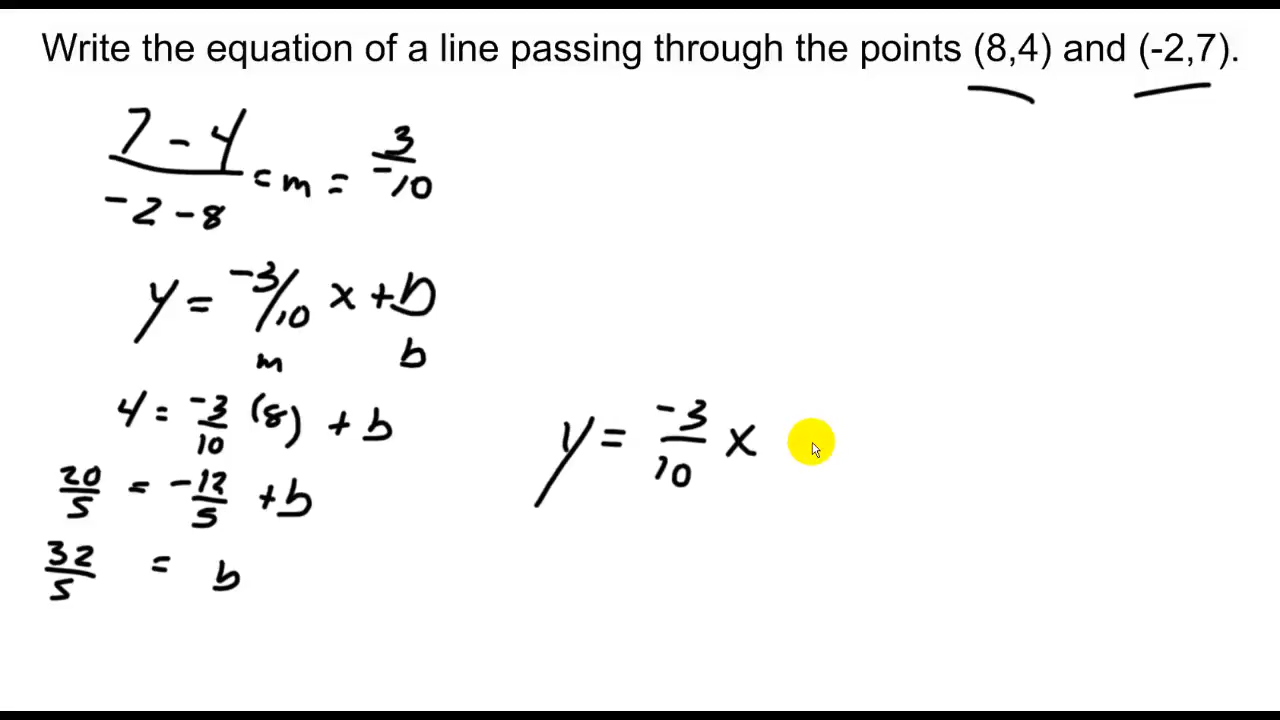 Write the equation of a line passing through the points (8,4) and (-2,7).
7 - 4 / -2 - 8 = m = 3 / -10
y = -3/10 x + b
m b
4 = -3/10 (8) + b
20/5 = -12/5 + b
32/5 = b
y = -3/10 x